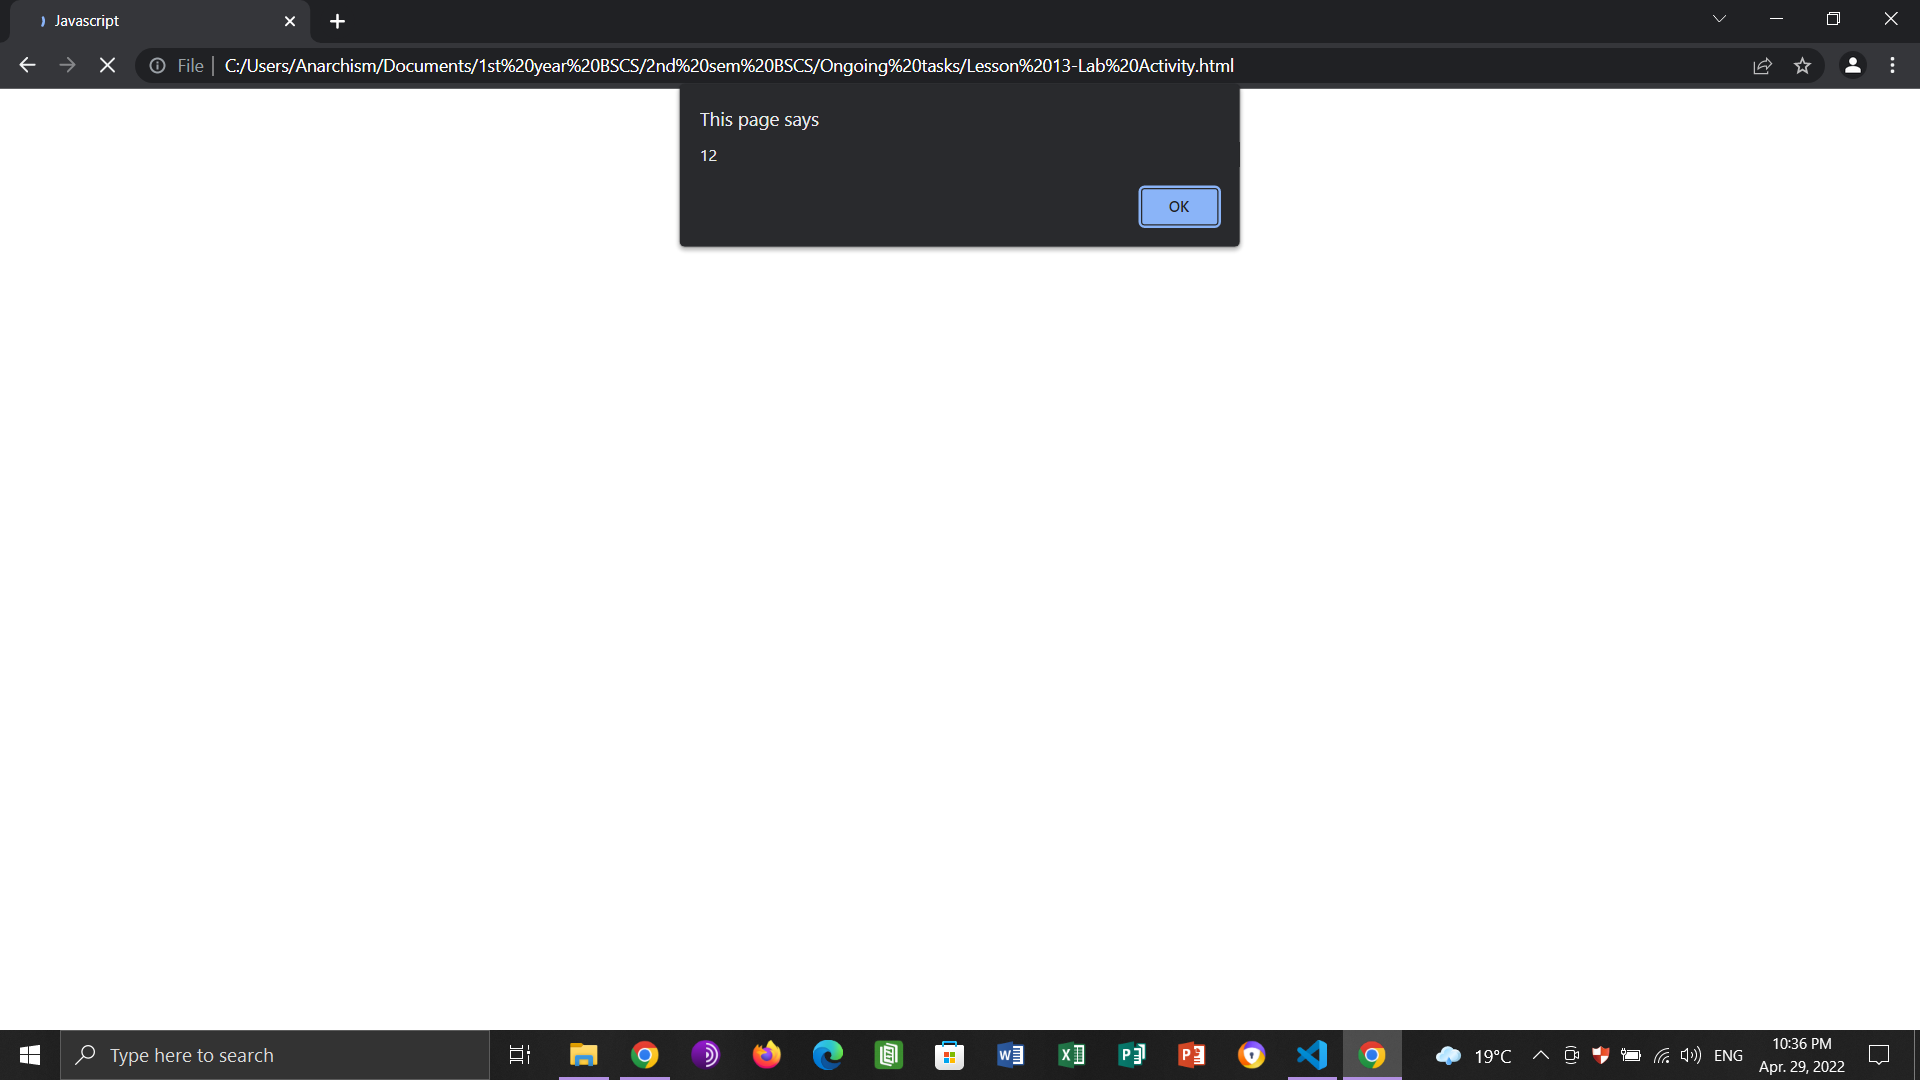 Javascript
File | C:/Users/Anarchism/Documents/1st%20year%20BSCS/2nd%20sem%20BSCS/Ongoing%20tasks/Lesson%2013-Lab%20Activity.html
This page says
12
OK
Type here to search
19°C
ENG
10:36 PM
Apr. 29, 2022